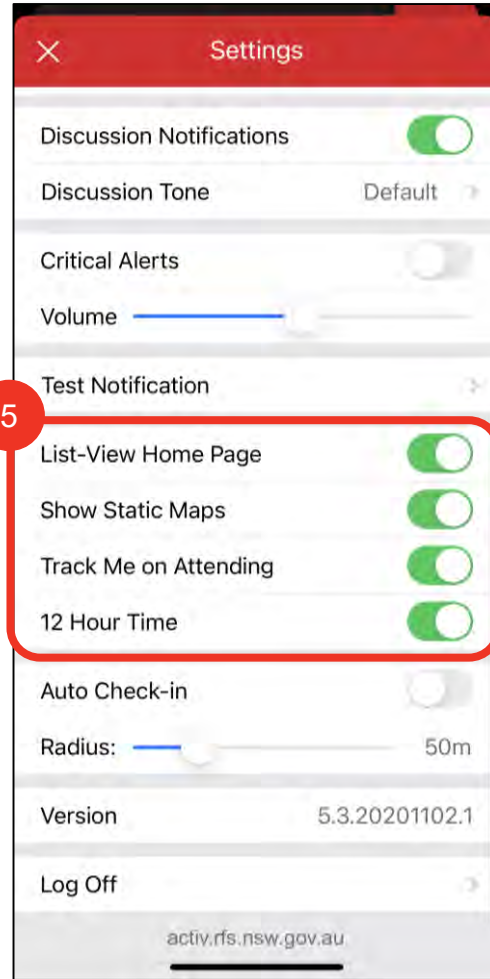 Settings
Discussion Notifications
Discussion Tone Default
Critical Alerts
Volume
Test Notification
5
List-View Home Page
Show Static Maps
Track Me on Attending
12 Hour Time
Auto Check-in
Radius: 50m
Version 5.3.20201102.1
Log Off
activ.rfs.nsw.gov.au